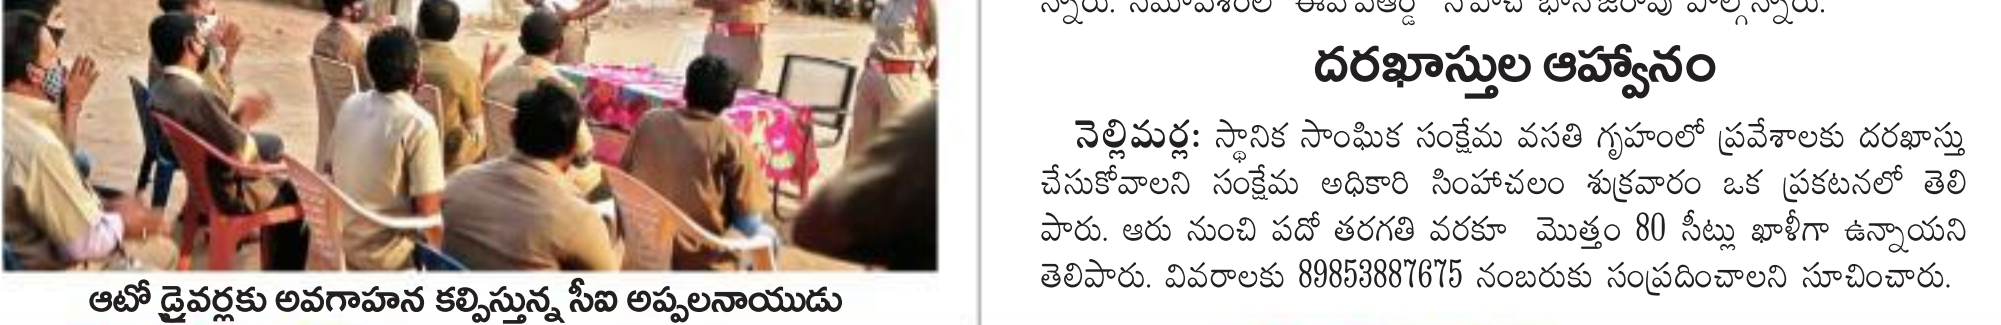 ఆటో డ్రైవర్లకు అవగాహన కల్పిస్తున్న సీఐ అప్పలనాయుడు
దరఖాస్తుల ఆహ్వానం
నెల్లిమర్ల: స్థానిక సాంఘిక సంక్షేమ వసతి గృహంలో ప్రవేశాలకు దరఖాస్తు
చేసుకోవాలని సంక్షేమ అధికారి సింహాచలం శుక్రవారం ఒక ప్రకటనలో తెలి
పారు. ఆరు నుంచి పదో తరగతి వరకూ మొత్తం 80 సీట్లు ఖాళీగా ఉన్నాయని
తెలిపారు. వివరాలకు 89853887675 నంబరుకు సంప్రదించాలని సూచించారు.